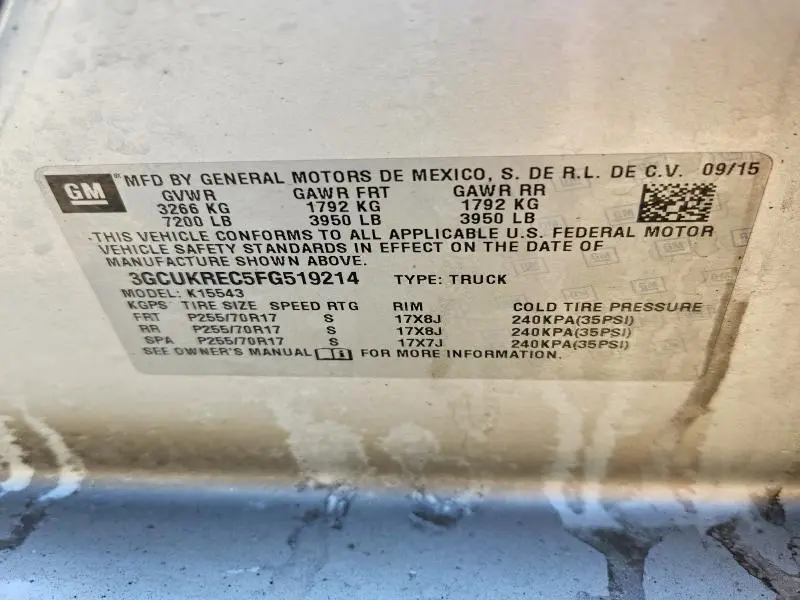 GM MFD BY GENERAL MOTORS DE MEXICO, S. DE R.L. DE C.V. 09/15
GVWR GAWR FRT GAWR RR
3266 KG 1792 KG 1792 KG
7200 LB 3950 LB 3950 LB
THIS VEHICLE CONFORMS TO ALL APPLICABLE U.S. FEDERAL MOTOR
VEHICLE SAFETY STANDARDS IN EFFECT ON THE DATE OF
MANUFACTURE SHOWN ABOVE.
3GCUKREC5FG519214 TYPE: TRUCK
MODEL: K15543
KGPS TIRE SIZE SPEED RTG RIM COLD TIRE PRESSURE
FRT P255/70R17 S 17X8J 240KPA(35PSI)
RR P255/70R17 S 17X8J 240KPA(35PSI)
SPA P255/70R17 S 17X7J 240KPA(35PSI)
SEE OWNER'S MANUAL FOR MORE INFORMATION.